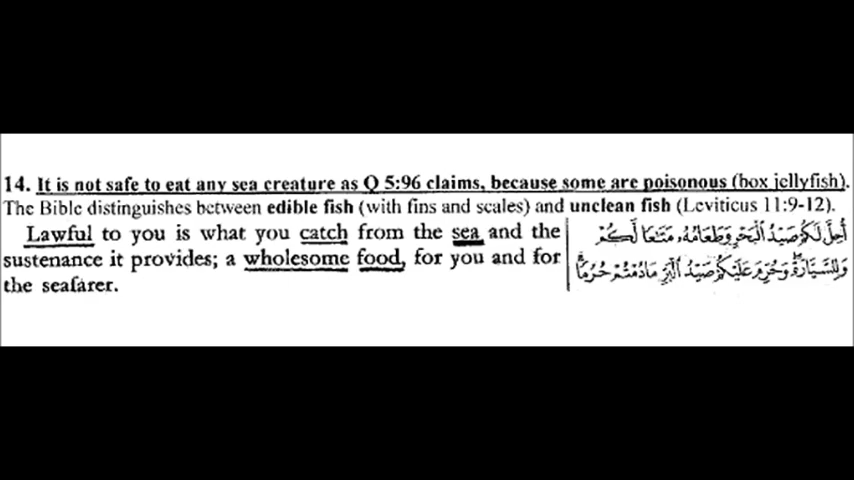 14. It is not safe to eat any sea creature as Q 5:96 claims, because some are poisonous (box jellyfish).
The Bible distinguishes between edible fish (with fins and scales) and unclean fish (Leviticus 11:9-12).
Lawful to you is what you catch from the sea and the
sustenance it provides; a wholesome food, for you and for
the seafarer.
أُحِلَّ لَكُمْ صَيْدُ الْبَحْرِ وَطَعَامُهُ مَتَاعًا لَّكُمْ
وَلِلسَّيَّارَةِ وَحُرِّمَ عَلَيْكُمْ صَيْدُ الْبَرِّ مَا دُمْتُمْ حُرُمًا